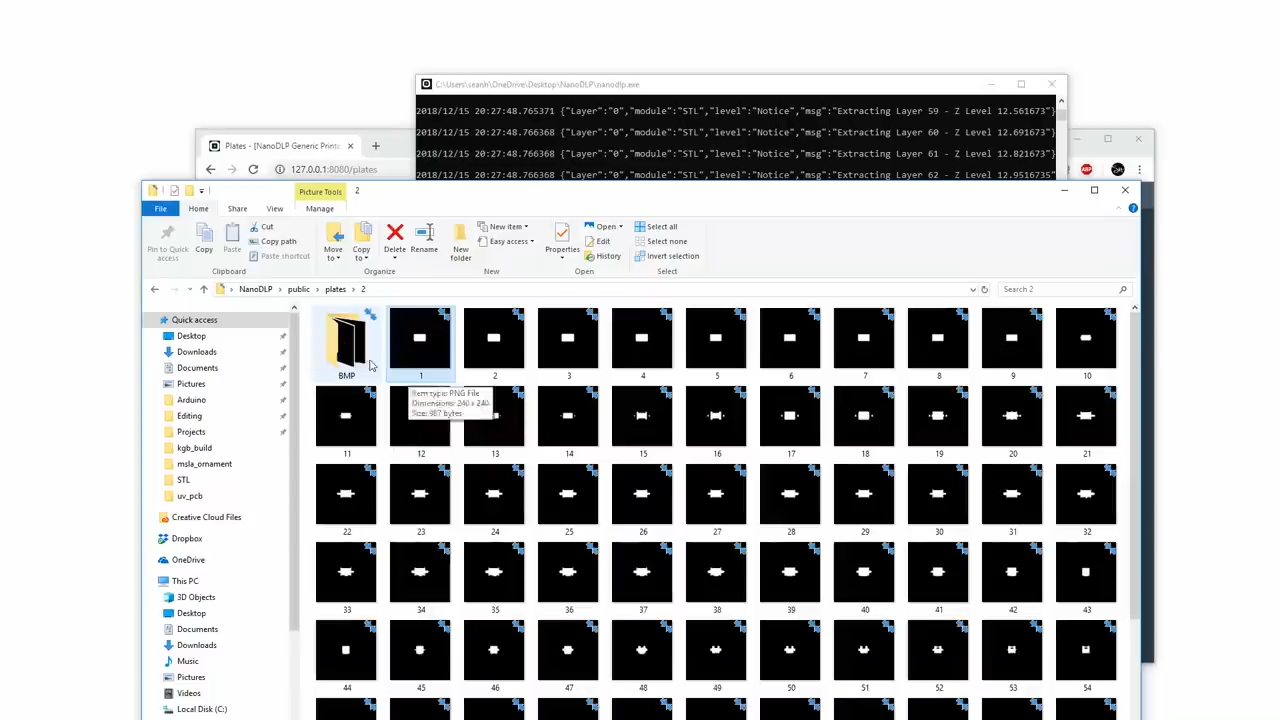 C:\Users\seanh\OneDrive\Desktop\NanoDLP\nanodlp.exe
2018/12/15 20:27:48.765371 {"Layer":"0","module":"STL","level":"Notice","msg":"Extracting Layer 59 - Z Level 12.561673"}
2018/12/15 20:27:48.766368 {"Layer":"0","module":"STL","level":"Notice","msg":"Extracting Layer 60 - Z Level 12.691673"}
2018/12/15 20:27:48.766368 {"Layer":"0","module":"STL","level":"Notice","msg":"Extracting Layer 61 - Z Level 12.821673"}
2018/12/15 20:27:48.766368 {"Layer":"0","module":"STL","level":"Notice","msg":"Extracting Layer 62 - Z Level 12.9516735"}
Plates - [NanoDLP Generic Prints
127.0.0.1:8080/plates
ABP
Picture Tools
2
File
Home
Share
View
Manage
Pin to Quick access
Copy
Paste
Cut
Copy path
Paste shortcut
Move to
Copy to
Delete
Rename
New folder
New item
Easy access
Properties
Open
Edit
History
Select all
Select none
Invert selection
Clipboard
Organize
New
Open
Select
NanoDLP > public > plates > 2
Search 2
Quick access
Desktop
Downloads
Documents
Pictures
Arduino
Editing
Projects
kgb_build
msla_ornament
STL
uv_pcb
Creative Cloud Files
Dropbox
OneDrive
This PC
3D Objects
Desktop
Documents
Downloads
Music
Pictures
Videos
Local Disk (C:)
BMP 1 2 3 4 5 6 7 8 9 10
Item type: PNG File
Dimensions: 240 x 240
Size: 987 bytes
11 12 13 14 15 16 17 18 19 20 21
22 23 24 25 26 27 28 29 30 31 32
33 34 35 36 37 38 39 40 41 42 43
44 45 46 47 48 49 50 51 52 53 54